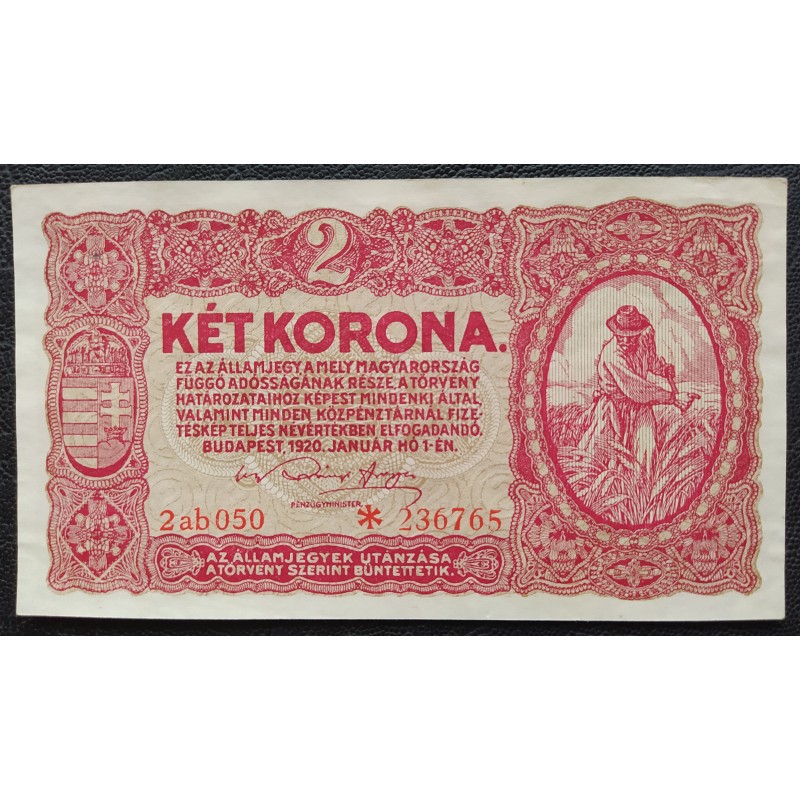 2
KÉT KORONA.
EZ AZ ÁLLAMJEGY, A MELY MAGYARORSZÁG
FÜGGŐ ADÓSSÁGÁNAK RÉSZE, A TÖRVÉNY
HATÁROZATAIHOZ KÉPEST MINDENKI ÁLTAL,
VALAMINT MINDEN KÖZPÉNZTÁRNÁL FIZE-
TÉSKÉP TELJES NÉVÉRTÉKBEN ELFOGADANDÓ.
BUDAPEST, 1920. JANUÁR HÓ 1-ÉN.
PÉNZÜGYMINISTER.
2ab050 * 236765
AZ ÁLLAMJEGYEK UTÁNZÁSA
A TÖRVÉNY SZERINT BÜNTETTETIK.